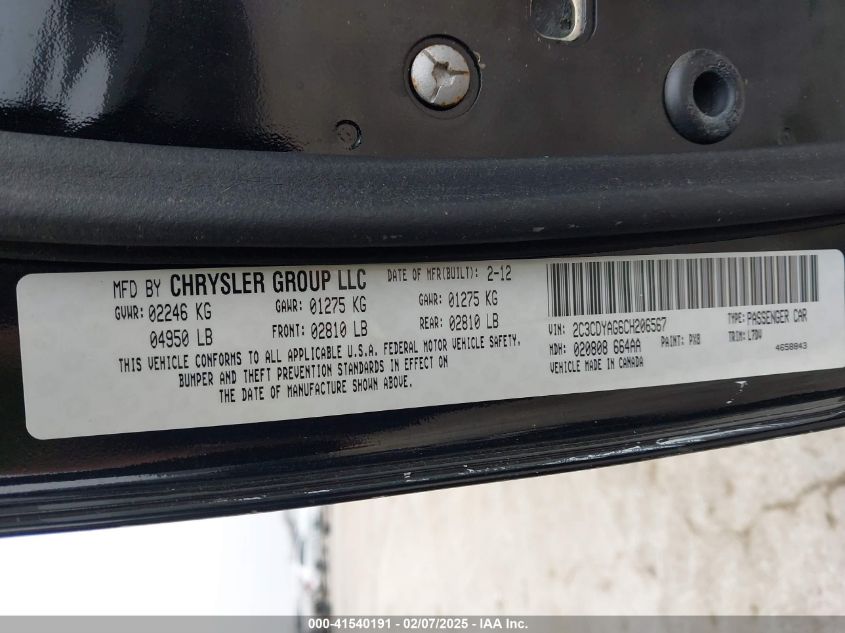 MFD BY CHRYSLER GROUP LLC DATE OF MFR(BUILT): 2-12
GVWR: 02246 KG GAWR: 01275 KG GAWR: 01275 KG
04950 LB FRONT: 02810 LB REAR: 02810 LB
THIS VEHICLE CONFORMS TO ALL APPLICABLE U.S.A. FEDERAL MOTOR VEHICLE SAFETY,
BUMPER AND THEFT PREVENTION STANDARDS IN EFFECT ON
THE DATE OF MANUFACTURE SHOWN ABOVE.
VIN: 2C3CDYAG6CH206567 TYPE: PASSENGER CAR
MDH: 020808 664AA PAINT: PX8 TRIM: L7DV
VEHICLE MADE IN CANADA 4658843
000-41540191 - 02/07/2025 - IAA Inc.